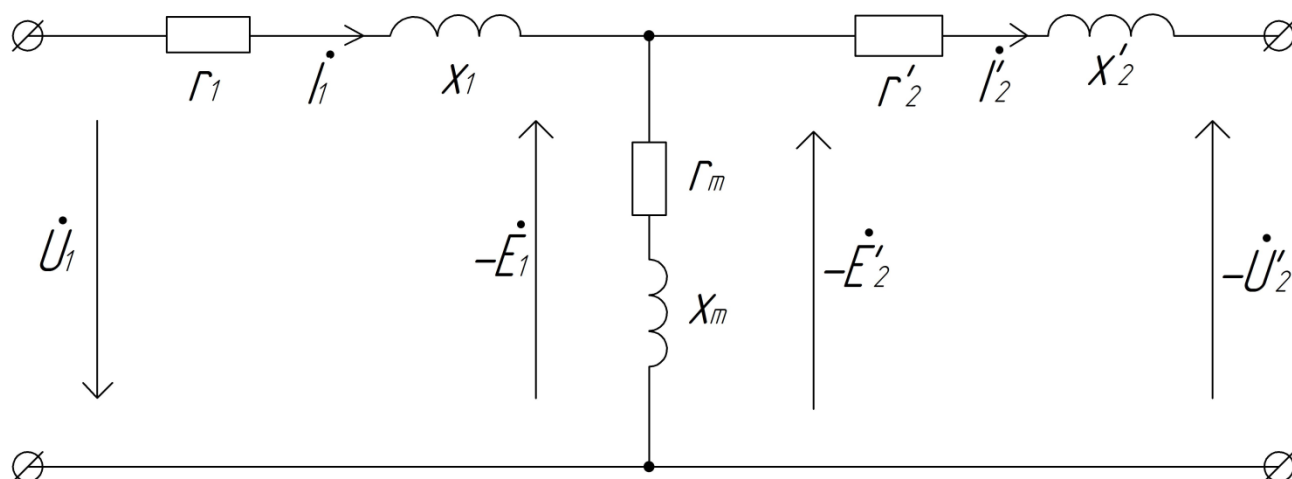 r₁
İ₁
x₁
r′₂
İ′₂
x′₂
U̇₁
-Ė₁
rₘ
xₘ
-Ė′₂
-U̇′₂